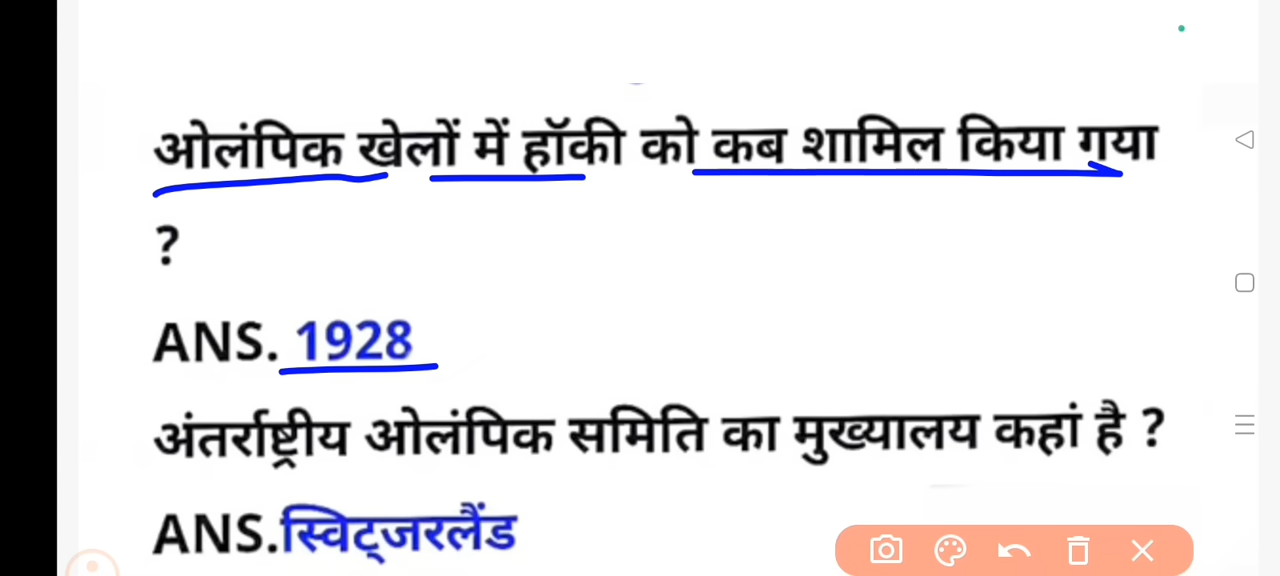 ओलंपिक खेलों में हॉकी को कब शामिल किया गया
?
ANS. 1928
अंतर्राष्ट्रीय ओलंपिक समिति का मुख्यालय कहां है ?
ANS.स्विट्जरलैंड